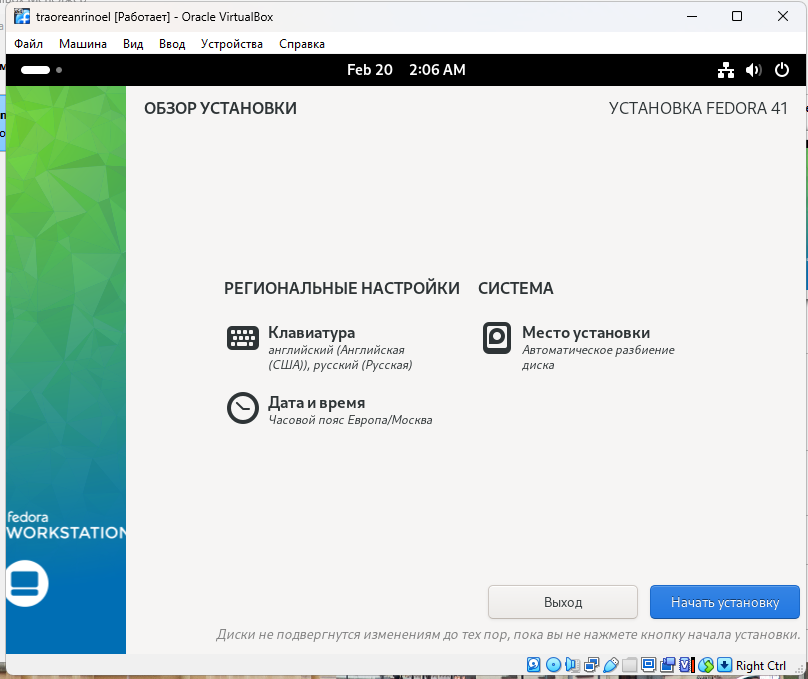 traoreanrinoel [Работает] - Oracle VirtualBox
Файл Машина Вид Ввод Устройства Справка
Feb 20 2:06 AM
ОБЗОР УСТАНОВКИ
УСТАНОВКА FEDORA 41
РЕГИОНАЛЬНЫЕ НАСТРОЙКИ
Клавиатура
английский (Английская
(США)), русский (Русская)
Дата и время
Часовой пояс Европа/Москва
СИСТЕМА
Место установки
Автоматическое разбиение
диска
fedora
WORKSTATION
Выход
Начать установку
Диски не подвергнутся изменениям до тех пор, пока вы не нажмете кнопку начала установки.
Right Ctrl